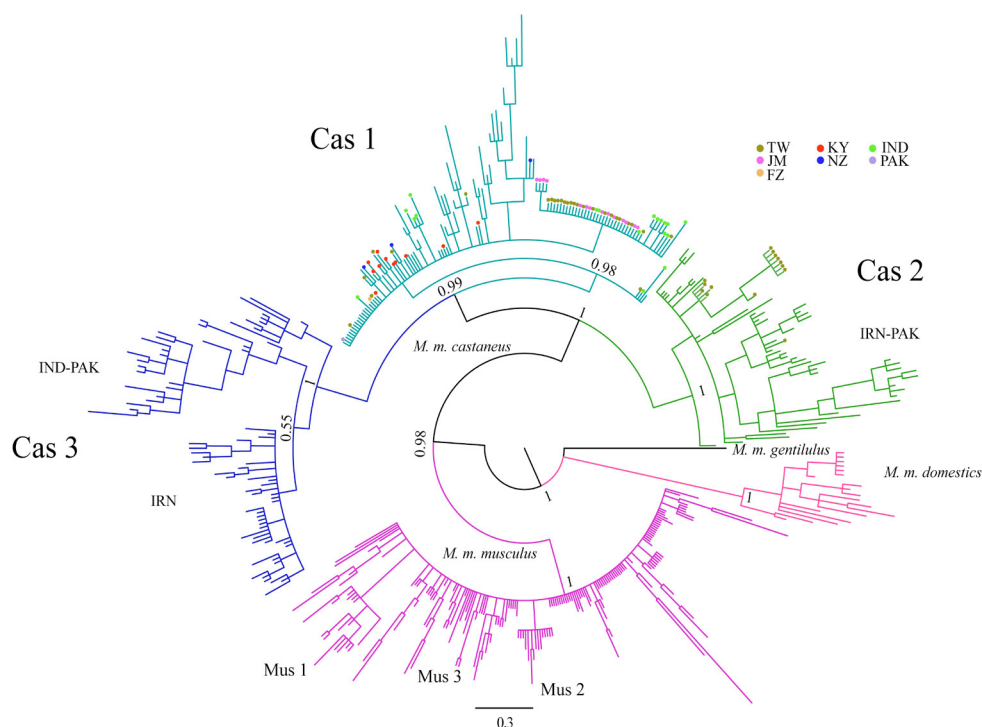 Cas 1
TW KY IND
JM NZ PAK
FZ
0.98
0.99
Cas 2
1
M. m. castaneus
IRN-PAK
IND-PAK
1
1
0.55
Cas 3
0.98
M. m. gentilulus
M. m. domestics
IRN
1
1
M. m. musculus
1
Mus 1
Mus 3
Mus 2
0.3